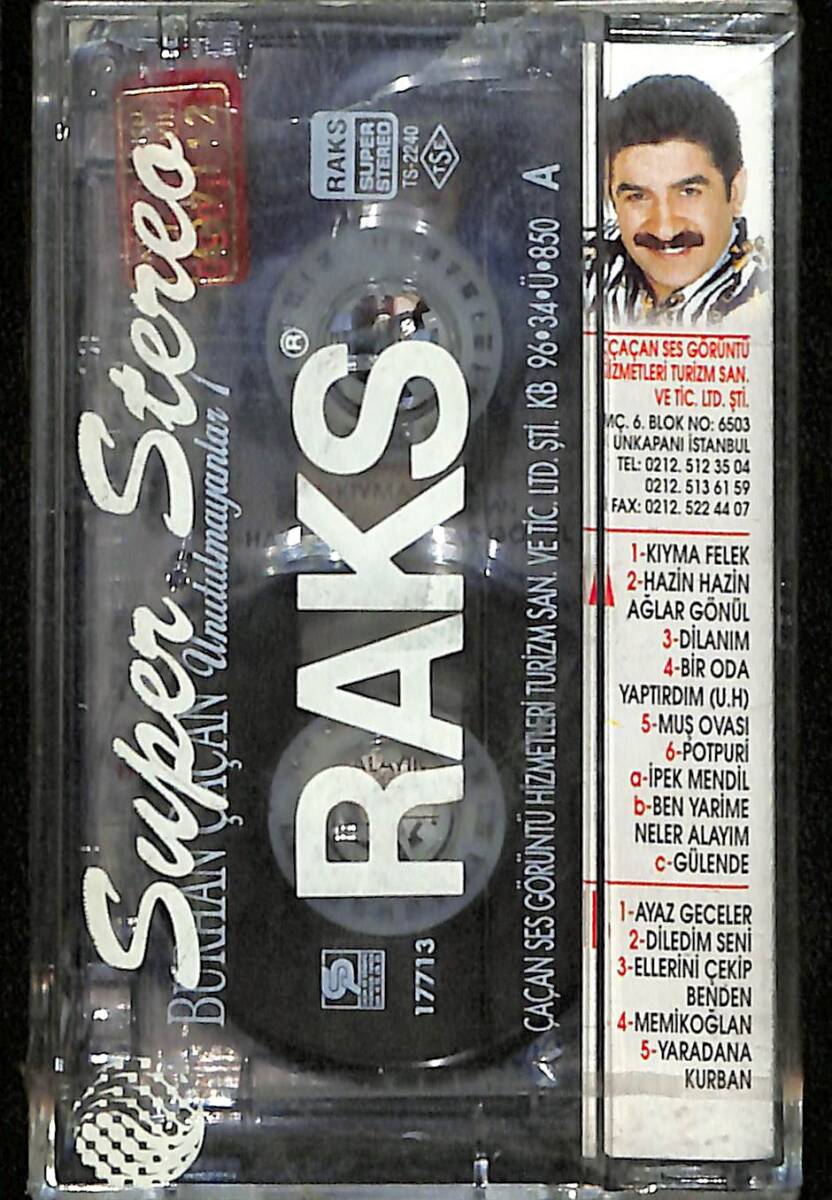 Super Stereo
BURHAN ÇAÇAN Unutulmayanlar 1
RAKS®
RAKS
SUPER
STEREO
TS-2240
TSE
17713
ÇAÇAN SES GÖRÜNTÜ HİZMETLERİ TURİZM SAN. VE TİC. LTD. ŞTİ. KB 96•34•Ü•850 A
ÇAÇAN SES GÖRÜNTÜ
HİZMETLERİ TURİZM SAN.
VE TİC. LTD. ŞTİ.
İMÇ. 6. BLOK NO: 6503
UNKAPANI İSTANBUL
TEL: 0212. 512 35 04
0212. 513 61 59
FAX: 0212. 522 44 07
A
1-KIYMA FELEK
2-HAZİN HAZİN
AĞLAR GÖNÜL
3-DİLANIM
4-BİR ODA
YAPTIRDIM (U.H)
5-MUŞ OVASI
6-POTPURİ
a-İPEK MENDİL
b-BEN YARİME
NELER ALAYIM
c-GÜLENDE
1-AYAZ GECELER
2-DİLEDİM SENİ
3-ELLERİNİ ÇEKİP
BENDEN
4-MEMİKOĞLAN
5-YARADANA
KURBAN